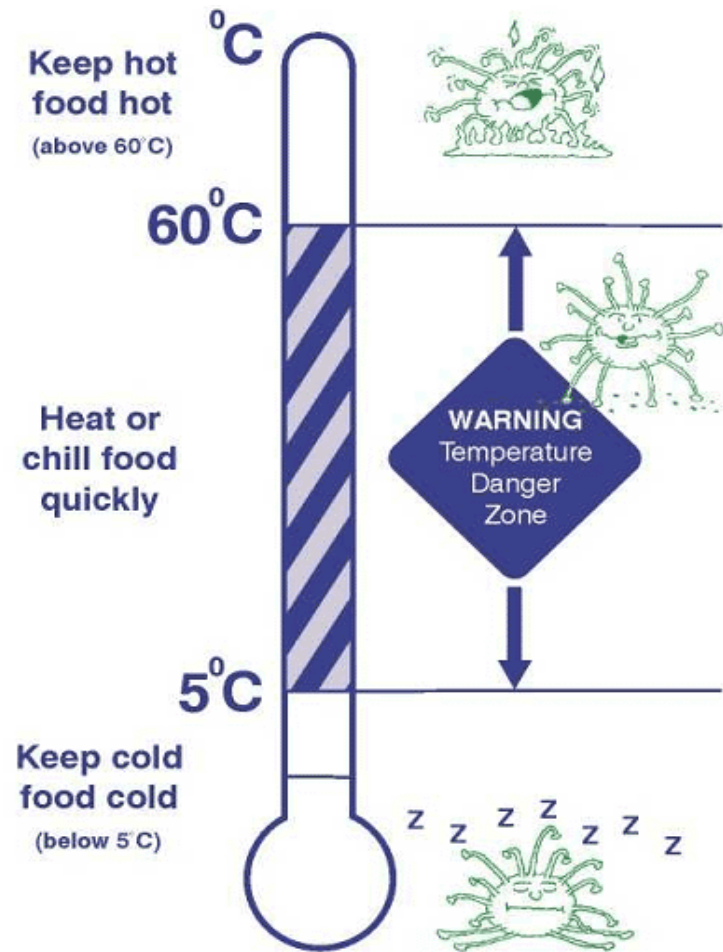 °C
Keep hot
food hot
(above 60°C)
60°C
Heat or
chill food
quickly
WARNING
Temperature
Danger
Zone
5°C
Keep cold
food cold
(below 5°C)
z z z z z z z